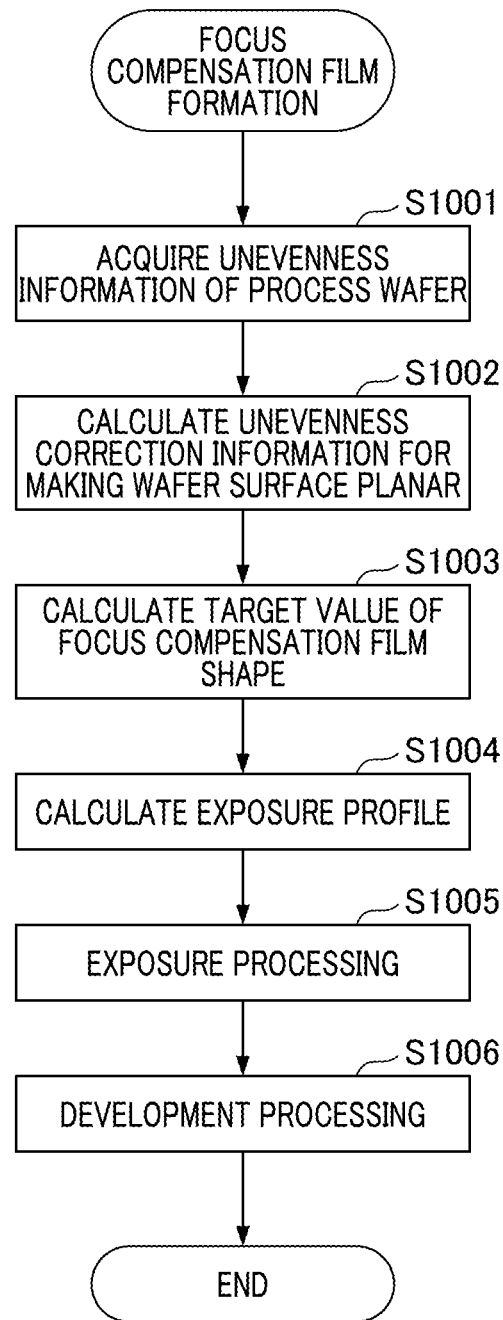 FOCUS
COMPENSATION FILM
FORMATION
S1001
ACQUIRE UNEVENNESS
INFORMATION OF PROCESS WAFER
S1002
CALCULATE UNEVENNESS
CORRECTION INFORMATION FOR
MAKING WAFER SURFACE PLANAR
S1003
CALCULATE TARGET VALUE OF
FOCUS COMPENSATION FILM
SHAPE
S1004
CALCULATE EXPOSURE PROFILE
S1005
EXPOSURE PROCESSING
S1006
DEVELOPMENT PROCESSING
END